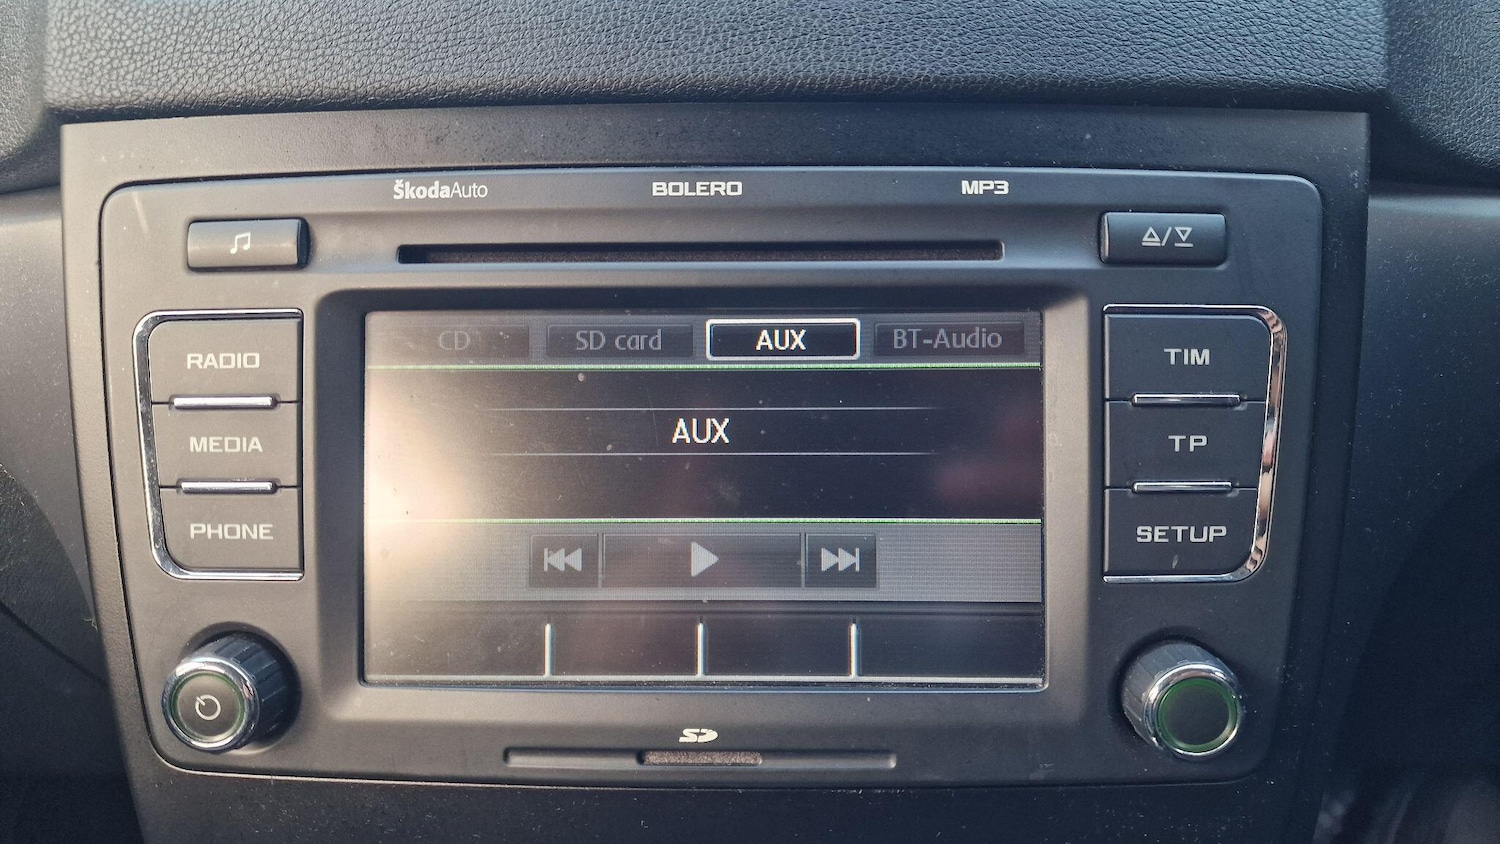 ŠkodaAuto BOLERO MP3
CD SD card AUX BT-Audio
RADIO TIM
AUX
MEDIA TP
PHONE SETUP
SD